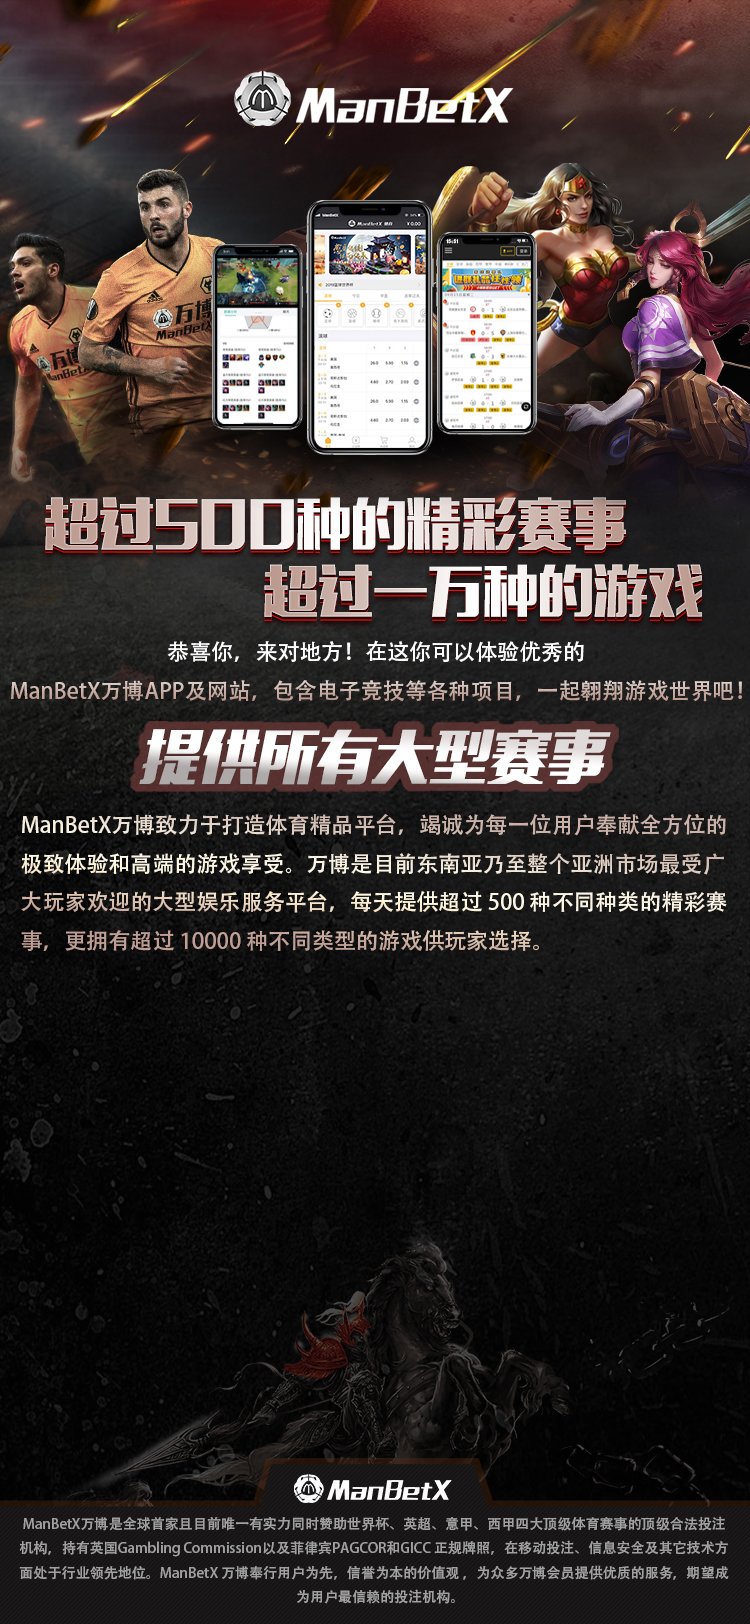 ManBetX
超过500种的精彩赛事
超过一万种的游戏
恭喜你，来对地方！在这你可以体验优秀的
ManBetX万博APP及网站，包含电子竞技等各种项目，一起翱翔游戏世界吧！
提供所有大型赛事
ManBetX万博致力于打造体育精品平台，竭诚为每一位用户奉献全方位的
极致体验和高端的游戏享受。万博是目前东南亚乃至整个亚洲市场最受广
大玩家欢迎的大型娱乐服务平台，每天提供超过 500 种不同种类的精彩赛
事，更拥有超过 10000 种不同类型的游戏供玩家选择。
ManBetX
ManBetX万博是全球首家且目前唯一有实力同时赞助世界杯、英超、意甲、西甲四大顶级体育赛事的顶级合法投注
机构，持有英国Gambling Commission以及菲律宾PAGCOR和GICC 正规牌照，在移动投注、信息安全及其它技术方
面处于行业领先地位。ManBetX 万博奉行用户为先，信誉为本的价值观 ，为众多万博会员提供优质的服务，期望成
为用户最信赖的投注机构。